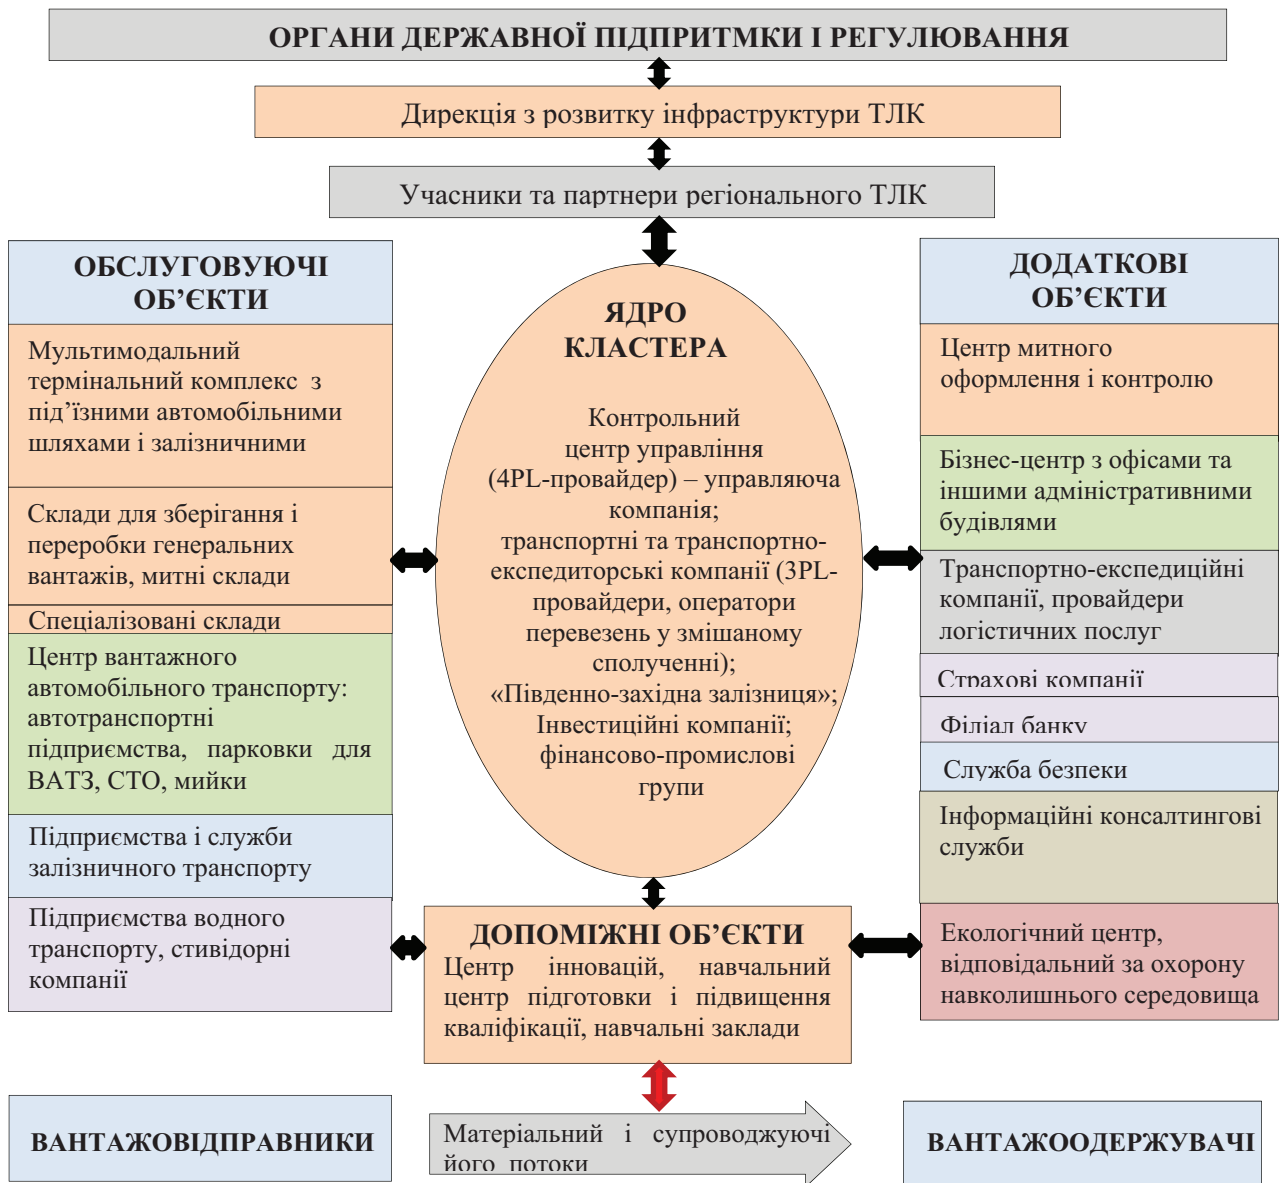 ОРГАНИ ДЕРЖАВНОЇ ПІДПРИТМКИ І РЕГУЛЮВАННЯ
Дирекція з розвитку інфраструктури ТЛК
Учасники та партнери регіонального ТЛК
ОБСЛУГОВУЮЧІ
ОБ’ЄКТИ
Мультимодальний
термінальний комплекс з
під’їзними автомобільними
шляхами і залізничними
Склади для зберігання і
переробки генеральних
вантажів, митні склади
Спеціалізовані склади
Центр вантажного
автомобільного транспорту:
автотранспортні
підприємства, парковки для
ВАТЗ, СТО, мийки
Підприємства і служби
залізничного транспорту
Підприємства водного
транспорту, стивідорні
компанії
ЯДРО
КЛАСТЕРА
Контрольний
центр управління
(4PL-провайдер) – управляюча
компанія;
транспортні та транспортно-
експедиторські компанії (3PL-
провайдери, оператори
перевезень у змішаному
сполученні);
«Південно-західна залізниця»;
Інвестиційні компанії;
фінансово-промислові
групи
ДОДАТКОВІ
ОБ’ЄКТИ
Центр митного
оформлення і контролю
Бізнес-центр з офісами та
іншими адміністративними
будівлями
Транспортно-експедиційні
компанії, провайдери
логістичних послуг
Страхові компанії
Філіал банку
Служба безпеки
Інформаційні консалтингові
служби
Екологічний центр,
відповідальний за охорону
навколишнього середовища
ДОПОМІЖНІ ОБ’ЄКТИ
Центр інновацій, навчальний
центр підготовки і підвищення
кваліфікації, навчальні заклади
ВАНТАЖОВІДПРАВНИКИ
Матеріальний і супроводжуючі
його потоки
ВАНТАЖООДЕРЖУВАЧІ